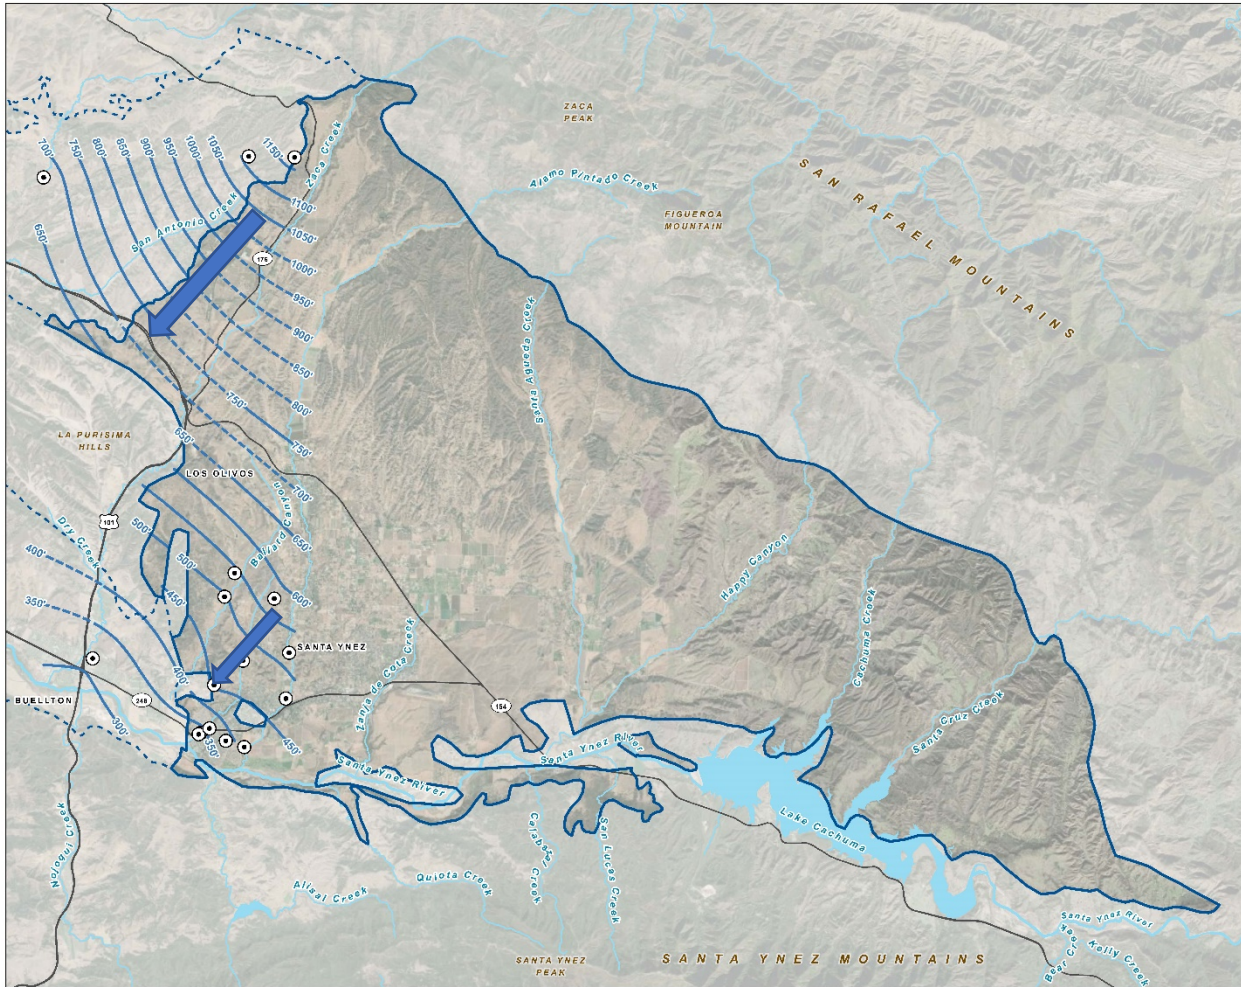 ZACA
PEAK
Zaca Creek
Alamo Pintado Creek
SAN RAFAEL MOUNTAINS
FIGUEROA
MOUNTAIN
700'
750'
800'
850'
900'
950'
1000'
1050'
1150'
San Antonio Creek
1100'
1050'
1000'
950'
900'
850'
800'
750'
700'
650'
600'
650'
176
750'
650'
LA PURISIMA
HILLS
LOS OLIVOS
Santa Agueda Creek
101
Dry Creek
Ballard Canyon
500'
500'
450'
400'
350'
Happy Canyon
Cachuma Creek
SANTA YNEZ
Zanja de Cota Creek
Santa Cruz Creek
400'
BUELLTON
246
154
300'
350'
450'
Santa Ynez River
Santa Ynez River
Lake Cachuma
Nojoqui Creek
Alisal Creek
Quiota Creek
Calabazal Creek
San Lucas Creek
Santa Ynez River
Bear Creek
Kelly Creek
SANTA YNEZ
PEAK
SANTA YNEZ MOUNTAINS